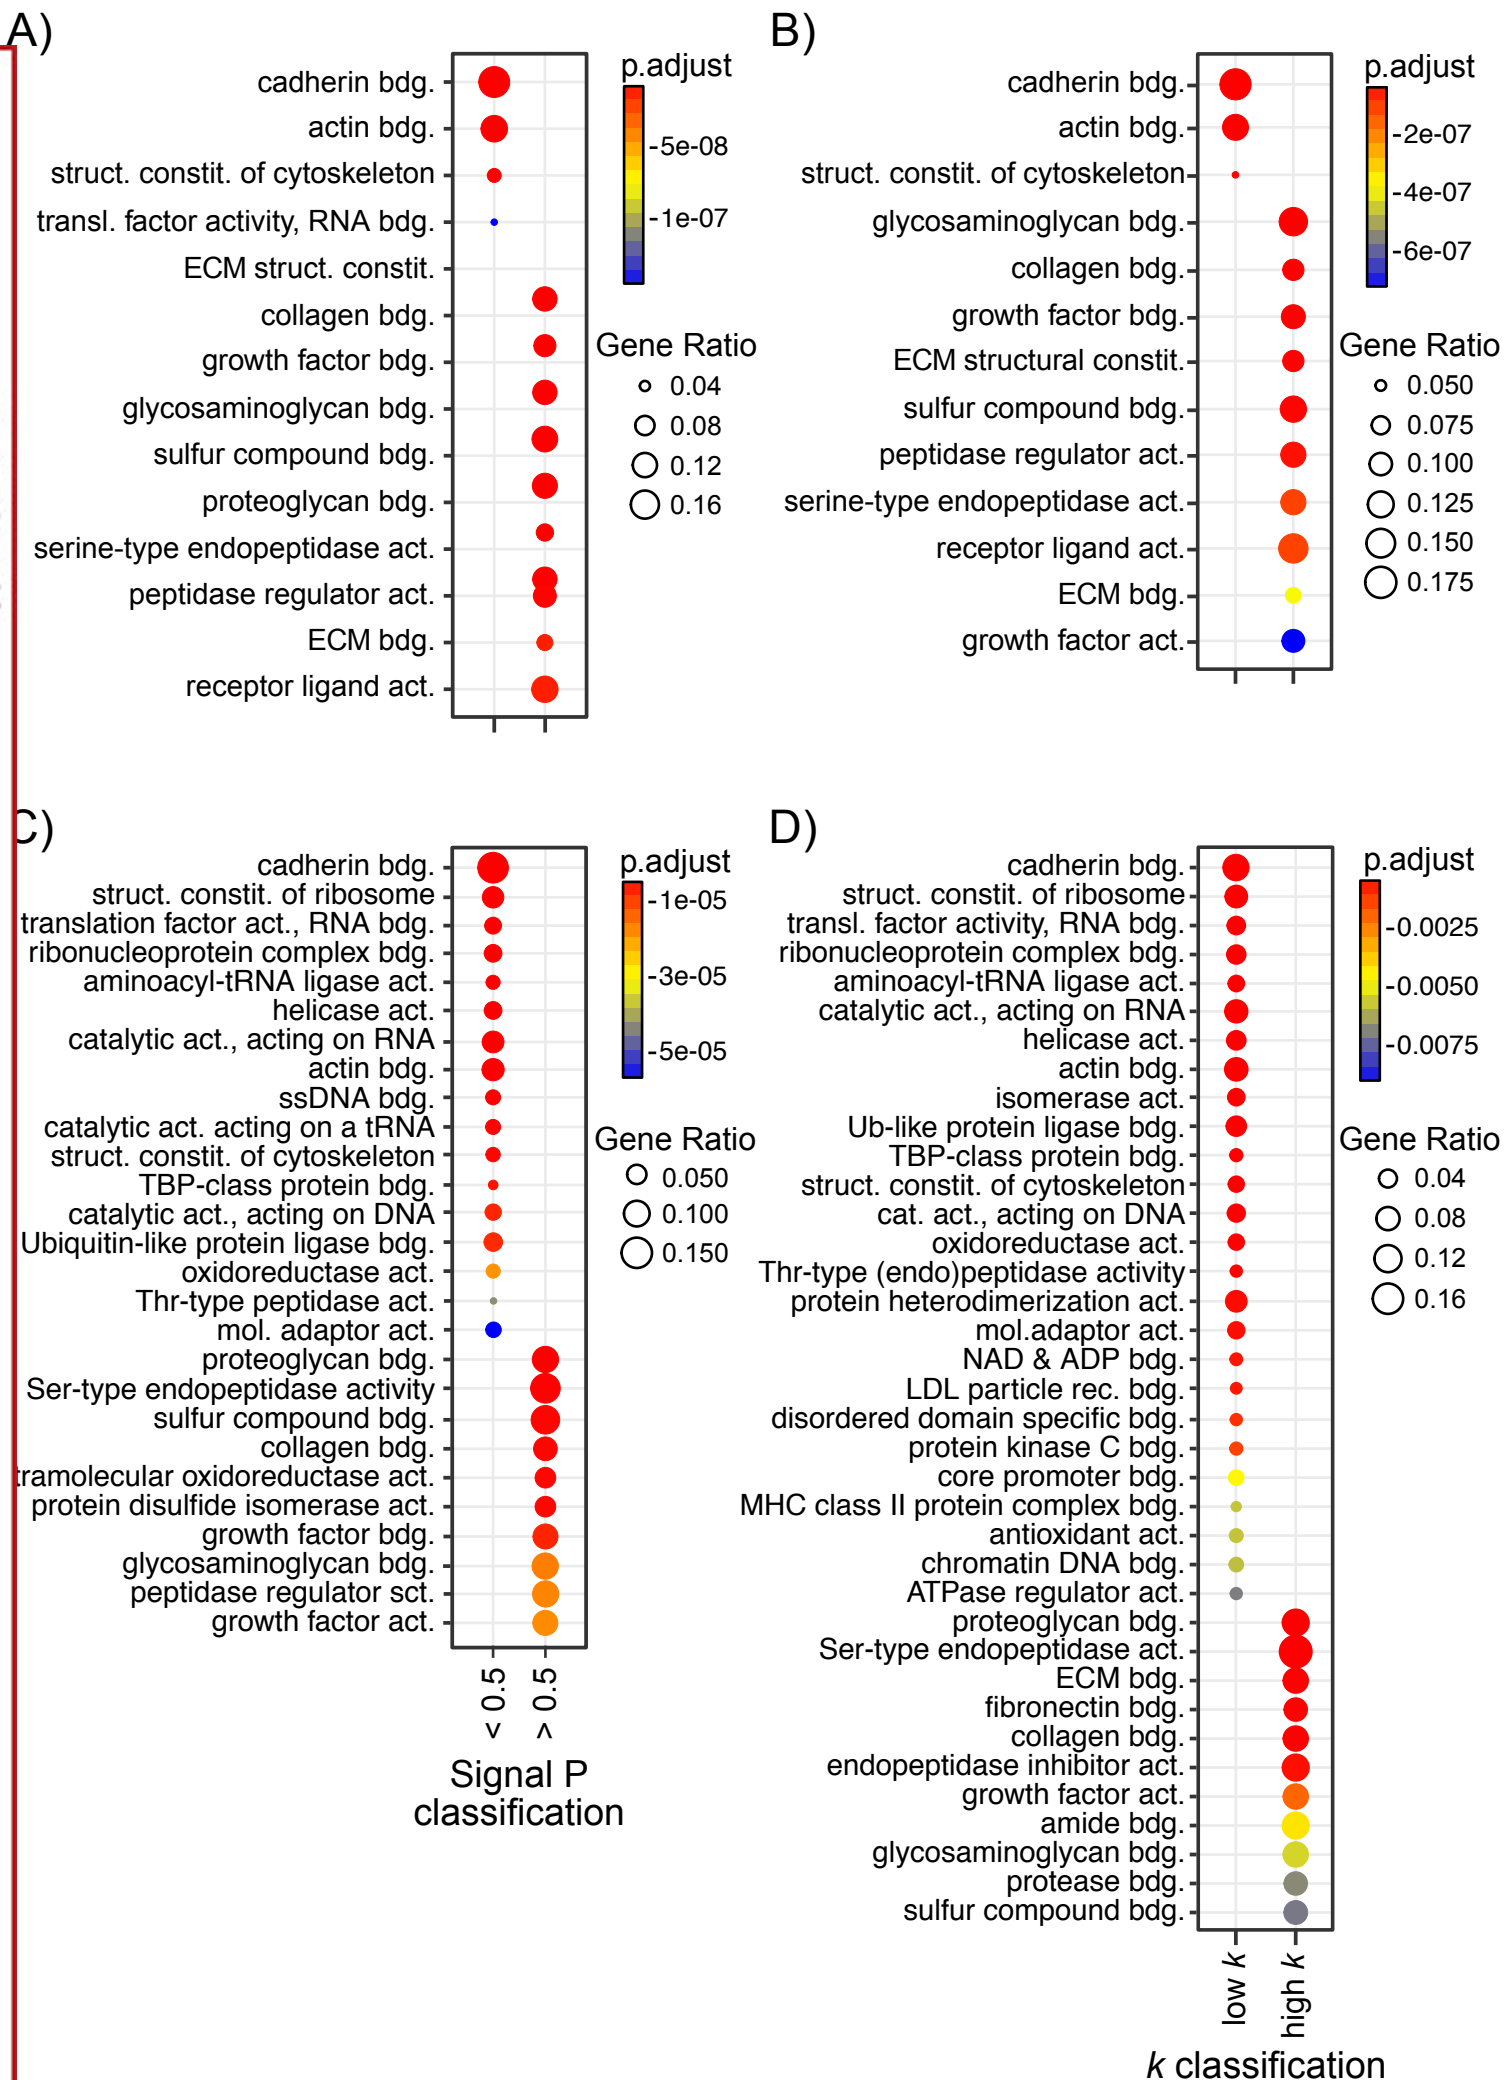 A)
cadherin bdg.
actin bdg.
struct. constit. of cytoskeleton
transl. factor activity, RNA bdg.
ECM struct. constit.
collagen bdg.
growth factor bdg.
glycosaminoglycan bdg.
sulfur compound bdg.
proteoglycan bdg.
serine-type endopeptidase act.
peptidase regulator act.
ECM bdg.
receptor ligand act.
p.adjust
-5e-08
-1e-07
Gene Ratio
0.04
0.08
0.12
0.16
B)
cadherin bdg.
actin bdg.
struct. constit. of cytoskeleton
glycosaminoglycan bdg.
collagen bdg.
growth factor bdg.
ECM structural constit.
sulfur compound bdg.
peptidase regulator act.
serine-type endopeptidase act.
receptor ligand act.
ECM bdg.
growth factor act.
p.adjust
-2e-07
-4e-07
-6e-07
Gene Ratio
0.050
0.075
0.100
0.125
0.150
0.175
C)
cadherin bdg.
struct. constit. of ribosome
translation factor act., RNA bdg.
ribonucleoprotein complex bdg.
aminoacyl-tRNA ligase act.
helicase act.
catalytic act., acting on RNA
actin bdg.
ssDNA bdg.
catalytic act. acting on a tRNA
struct. constit. of cytoskeleton
TBP-class protein bdg.
catalytic act., acting on DNA
Ubiquitin-like protein ligase bdg.
oxidoreductase act.
Thr-type peptidase act.
mol. adaptor act.
proteoglycan bdg.
Ser-type endopeptidase activity
sulfur compound bdg.
collagen bdg.
tramolecular oxidoreductase act.
protein disulfide isomerase act.
growth factor bdg.
glycosaminoglycan bdg.
peptidase regulator sct.
growth factor act.
< 0.5
> 0.5
Signal P
classification
p.adjust
-1e-05
-3e-05
-5e-05
Gene Ratio
0.050
0.100
0.150
D)
cadherin bdg.
struct. constit. of ribosome
transl. factor activity, RNA bdg.
ribonucleoprotein complex bdg.
aminoacyl-tRNA ligase act.
catalytic act., acting on RNA
helicase act.
actin bdg.
isomerase act.
Ub-like protein ligase bdg.
TBP-class protein bdg.
struct. constit. of cytoskeleton
cat. act., acting on DNA
oxidoreductase act.
Thr-type (endo)peptidase activity
protein heterodimerization act.
mol.adaptor act.
NAD & ADP bdg.
LDL particle rec. bdg.
disordered domain specific bdg.
protein kinase C bdg.
core promoter bdg.
MHC class II protein complex bdg.
antioxidant act.
chromatin DNA bdg.
ATPase regulator act.
proteoglycan bdg.
Ser-type endopeptidase act.
ECM bdg.
fibronectin bdg.
collagen bdg.
endopeptidase inhibitor act.
growth factor act.
amide bdg.
glycosaminoglycan bdg.
protease bdg.
sulfur compound bdg.
low k
high k
k classification
p.adjust
-0.0025
-0.0050
-0.0075
Gene Ratio
0.04
0.08
0.12
0.16